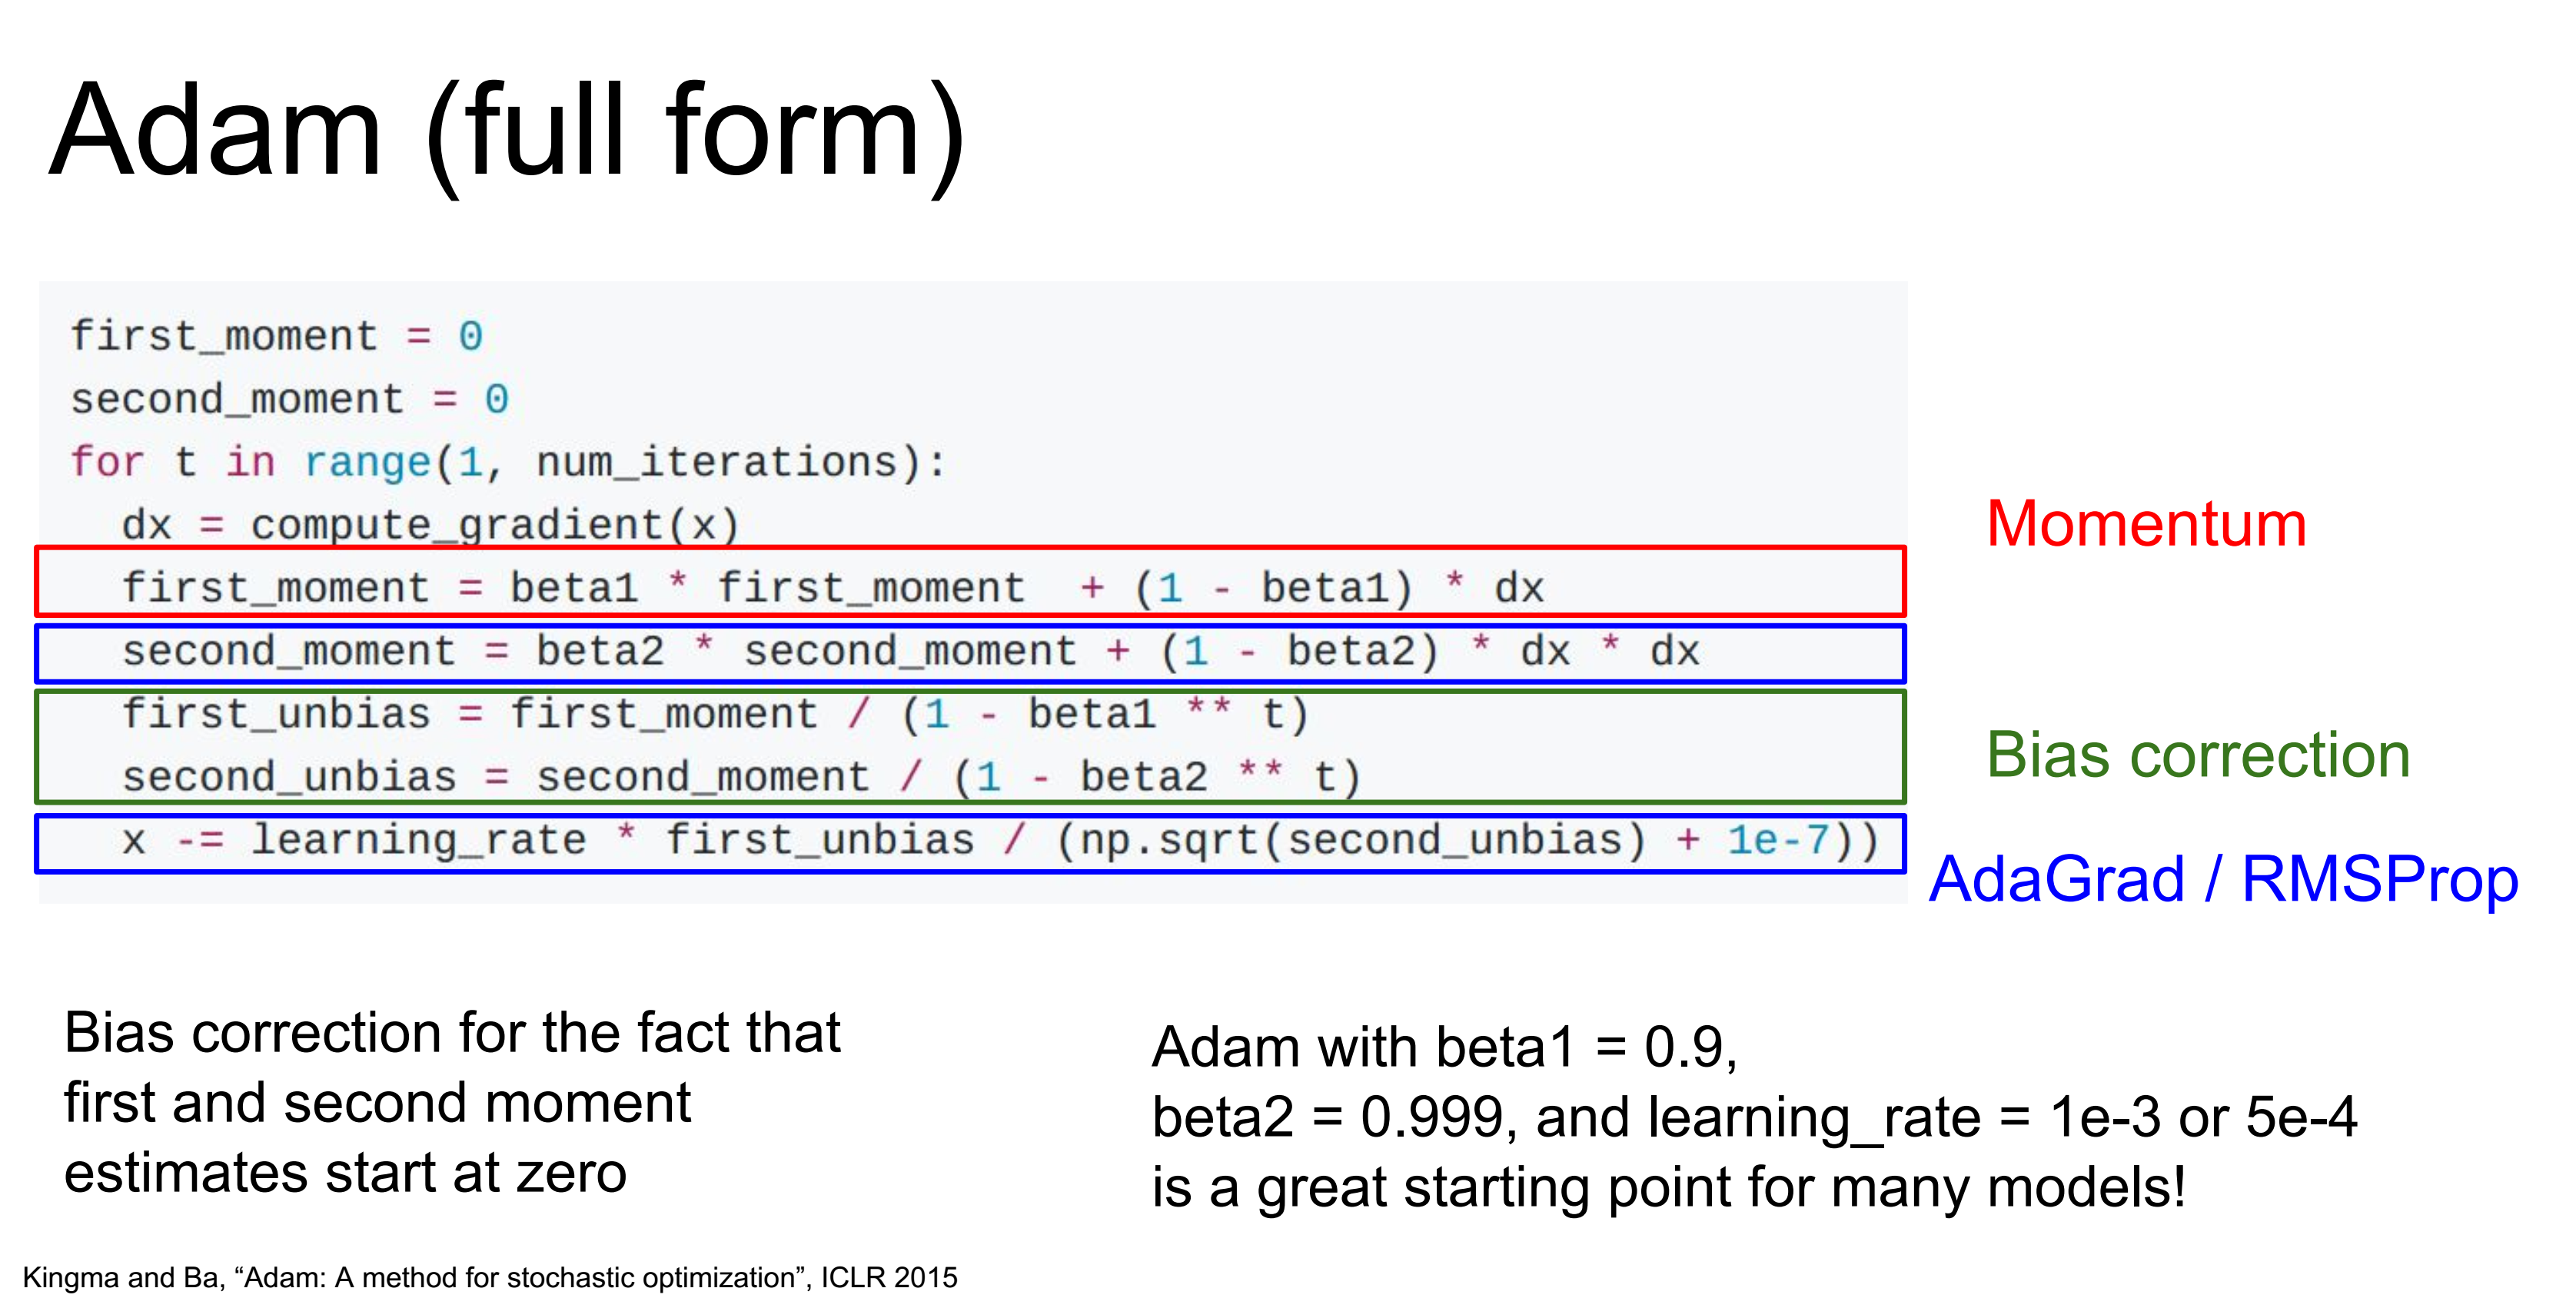 Adam (full form)
first_moment = 0
second_moment = 0
for t in range(1, num_iterations):
  dx = compute_gradient(x)
  first_moment = beta1 * first_moment  + (1 - beta1) * dx
  second_moment = beta2 * second_moment + (1 - beta2) * dx * dx
  first_unbias = first_moment / (1 - beta1 ** t)
  second_unbias = second_moment / (1 - beta2 ** t)
  x -= learning_rate * first_unbias / (np.sqrt(second_unbias) + 1e-7))
Momentum
Bias correction
AdaGrad / RMSProp
Bias correction for the fact that
first and second moment
estimates start at zero
Adam with beta1 = 0.9,
beta2 = 0.999, and learning_rate = 1e-3 or 5e-4
is a great starting point for many models!
Kingma and Ba, “Adam: A method for stochastic optimization”, ICLR 2015